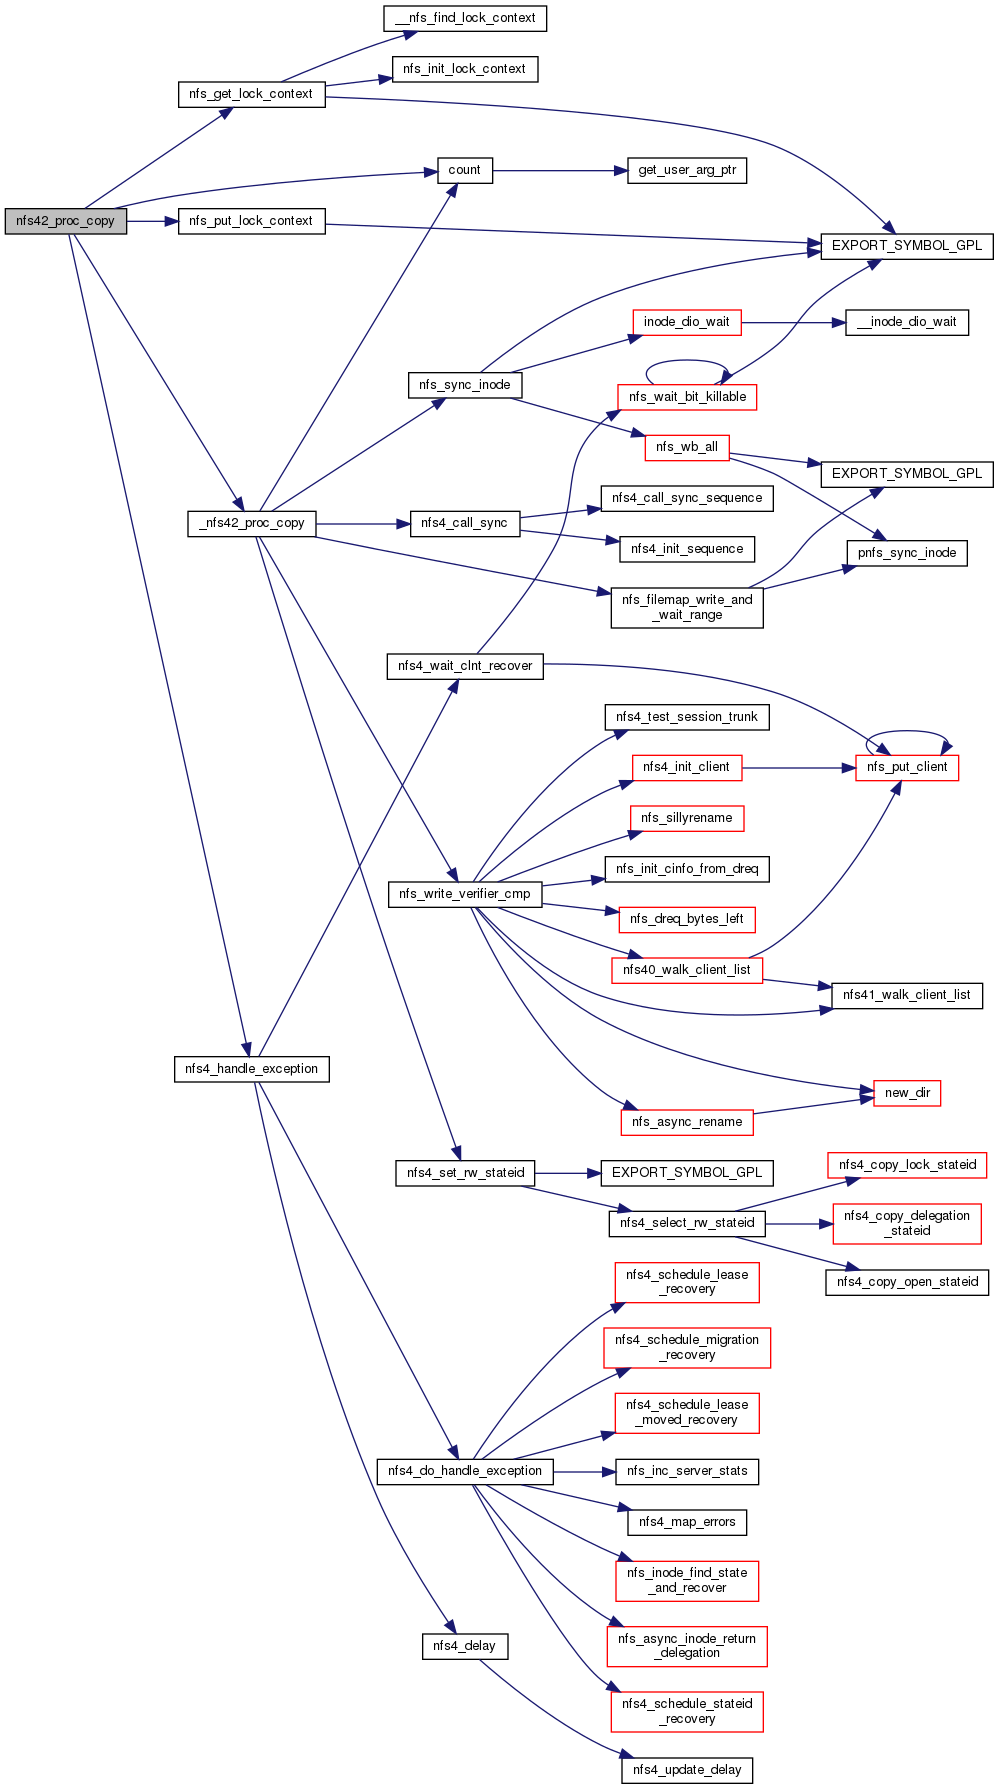 __nfs_find_lock_context
nfs_init_lock_context
nfs_get_lock_context
count
get_user_arg_ptr
nfs42_proc_copy
nfs_put_lock_context
EXPORT_SYMBOL_GPL
inode_dio_wait
__inode_dio_wait
nfs_sync_inode
nfs_wait_bit_killable
nfs_wb_all
EXPORT_SYMBOL_GPL
nfs4_call_sync_sequence
_nfs42_proc_copy
nfs4_call_sync
nfs4_init_sequence
pnfs_sync_inode
nfs_filemap_write_and
_wait_range
nfs4_wait_clnt_recover
nfs4_test_session_trunk
nfs4_init_client
nfs_put_client
nfs_sillyrename
nfs_init_cinfo_from_dreq
nfs_write_verifier_cmp
nfs_dreq_bytes_left
nfs40_walk_client_list
nfs41_walk_client_list
nfs4_handle_exception
new_dir
nfs_async_rename
nfs4_copy_lock_stateid
nfs4_set_rw_stateid
EXPORT_SYMBOL_GPL
nfs4_select_rw_stateid
nfs4_copy_delegation
_stateid
nfs4_copy_open_stateid
nfs4_schedule_lease
_recovery
nfs4_schedule_migration
_recovery
nfs4_schedule_lease
_moved_recovery
nfs4_do_handle_exception
nfs_inc_server_stats
nfs4_map_errors
nfs_inode_find_state
_and_recover
nfs_async_inode_return
_delegation
nfs4_delay
nfs4_schedule_stateid
_recovery
nfs4_update_delay